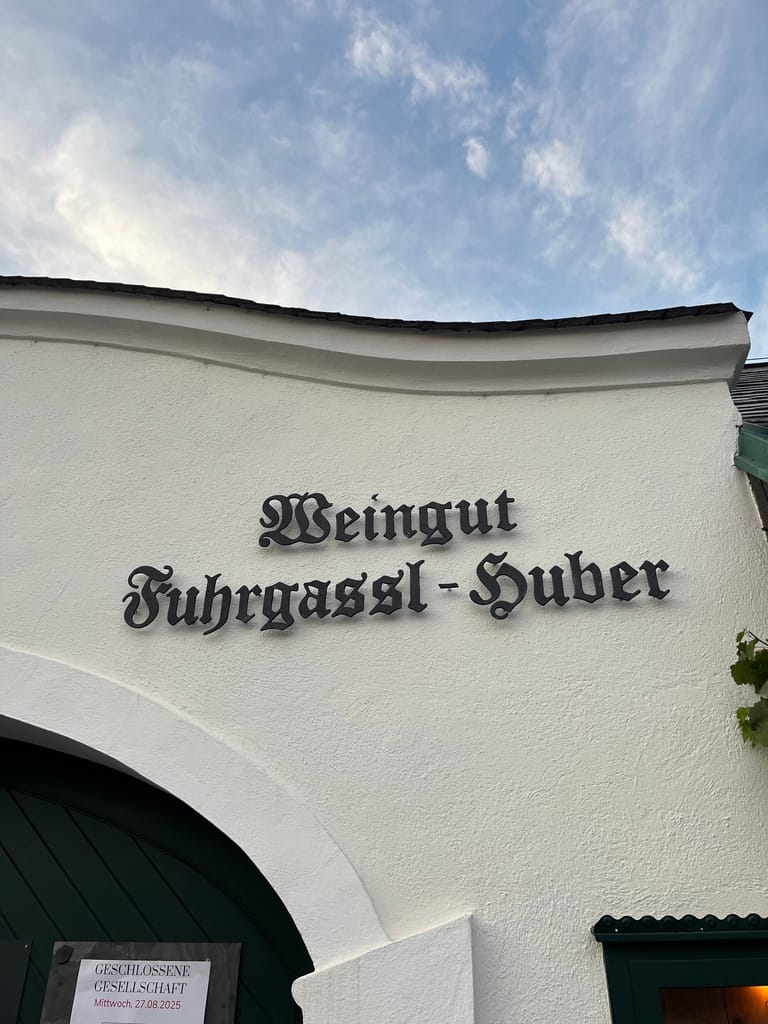 Weingut
Fuhrgassl-Huber
GESCHLOSSENE
GESELLSCHAFT
Mittwoch, 27.08.2025